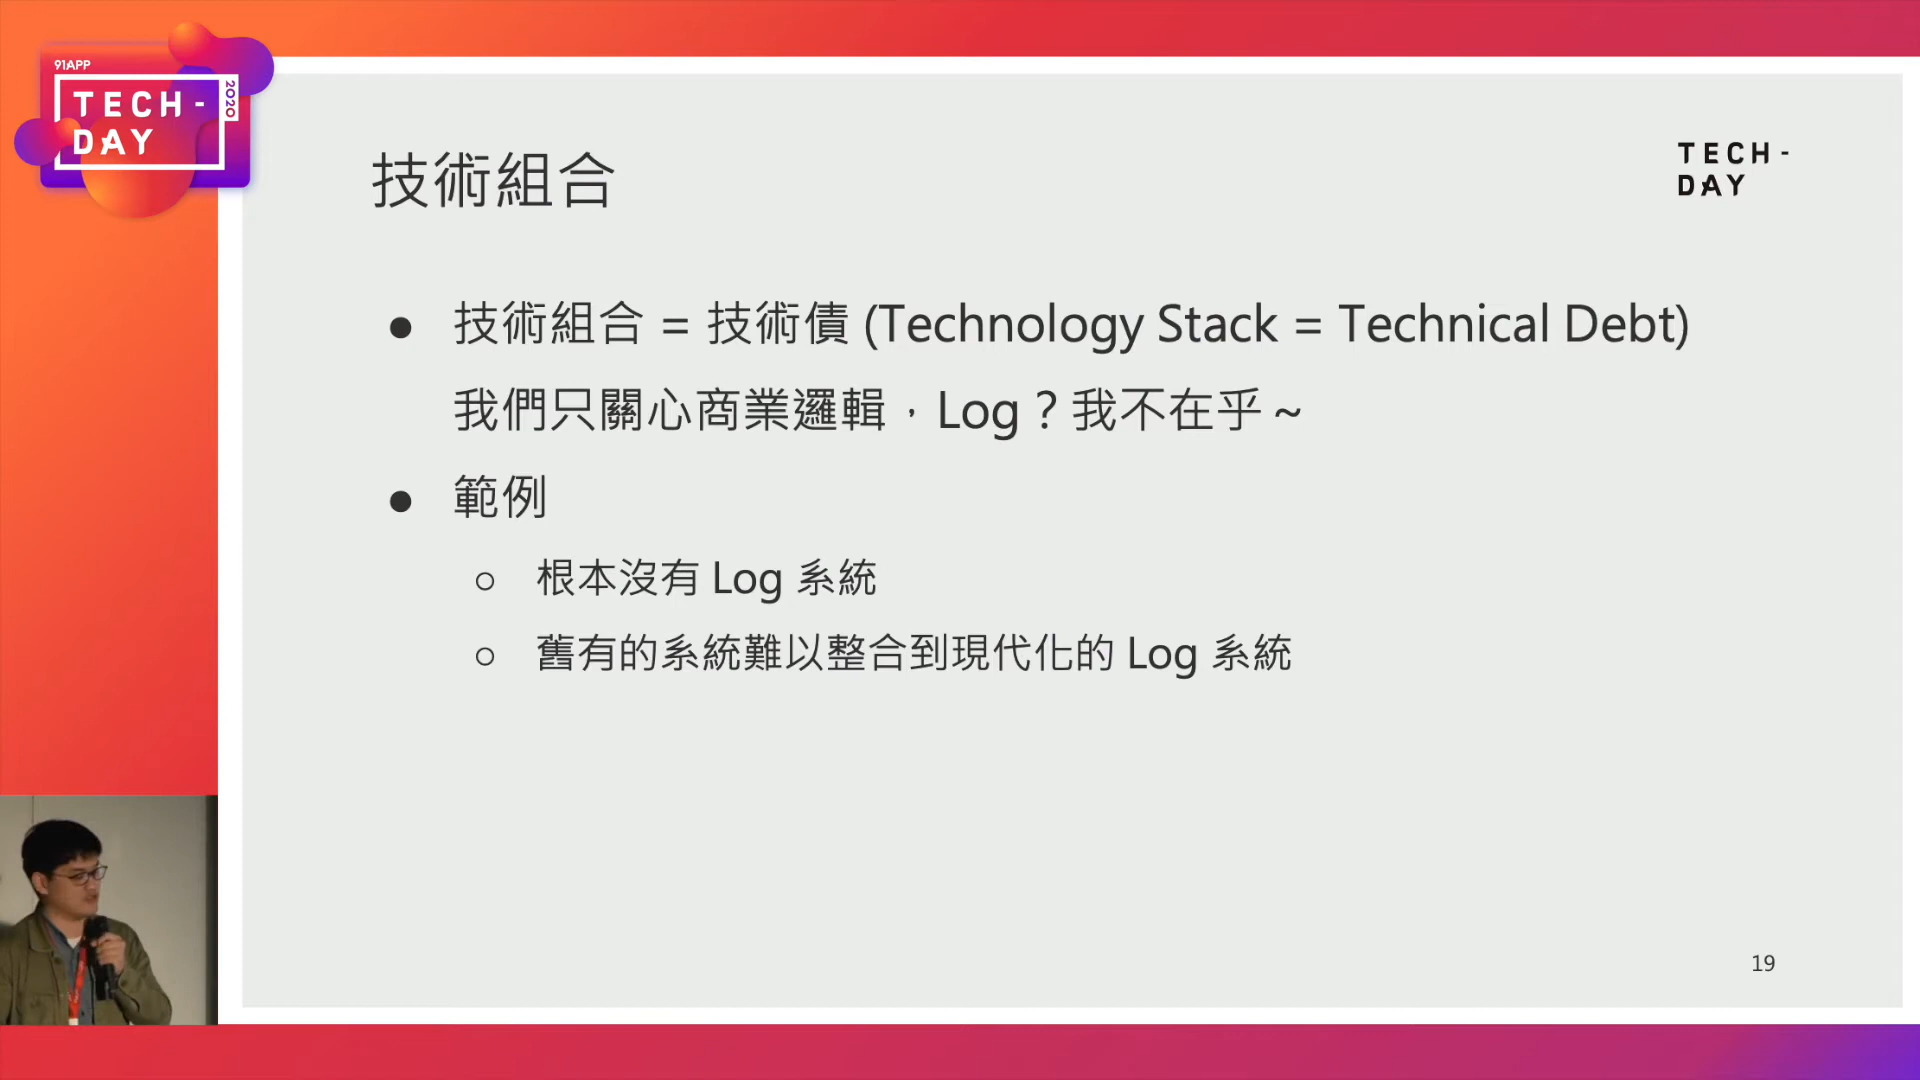 91APP
TECH-
DAY
2020
技術組合
TECH-
DAY
● 技術組合 = 技術債 (Technology Stack = Technical Debt)
我們只關心商業邏輯，Log？我不在乎～
● 範例
○ 根本沒有 Log 系統
○ 舊有的系統難以整合到現代化的 Log 系統
19